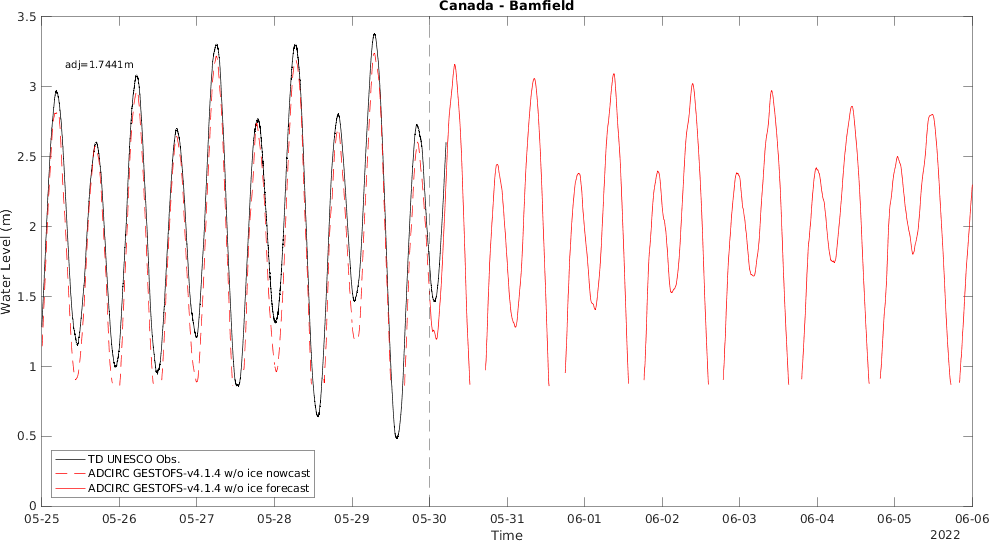 Canada - Bamfield
adj=1.7441m
3.5
3
2.5
2
1.5
1
0.5
0
Water Level (m)
TD UNESCO Obs.
ADCIRC GESTOFS-v4.1.4 w/o ice nowcast
ADCIRC GESTOFS-v4.1.4 w/o ice forecast
05-25 05-26 05-27 05-28 05-29 05-30 05-31 06-01 06-02 06-03 06-04 06-05 06-06
Time
2022